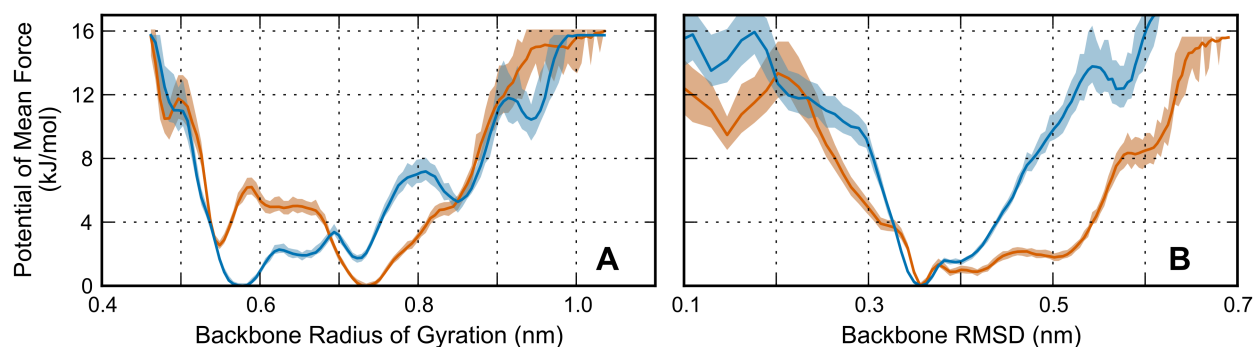 Potential of Mean Force
(kJ/mol)
16
12
8
4
0
0.4
0.6
0.8
1.0
A
Backbone Radius of Gyration (nm)
0.1
0.3
0.5
0.7
B
Backbone RMSD (nm)